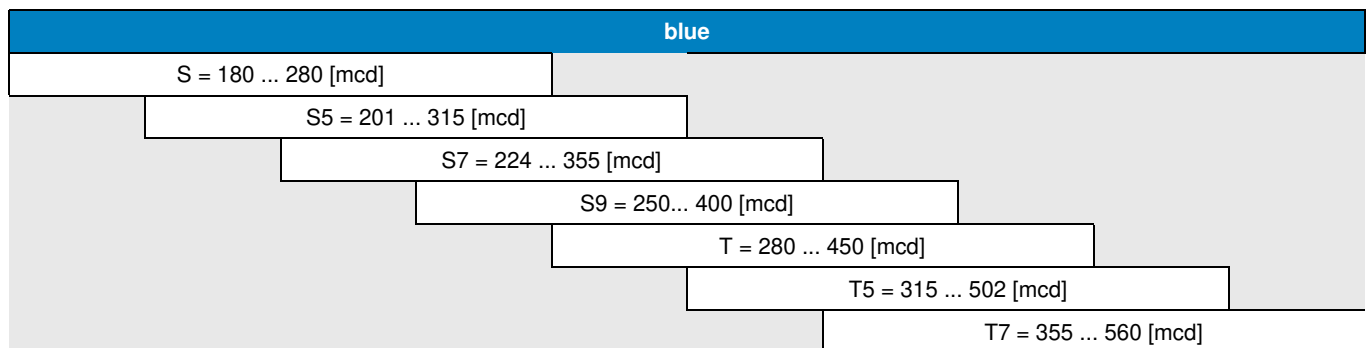 blue
S = 180 ... 280 [mcd]
S5 = 201 ... 315 [mcd]
S7 = 224 ... 355 [mcd]
S9 = 250... 400 [mcd]
T = 280 ... 450 [mcd]
T5 = 315 ... 502 [mcd]
T7 = 355 ... 560 [mcd]